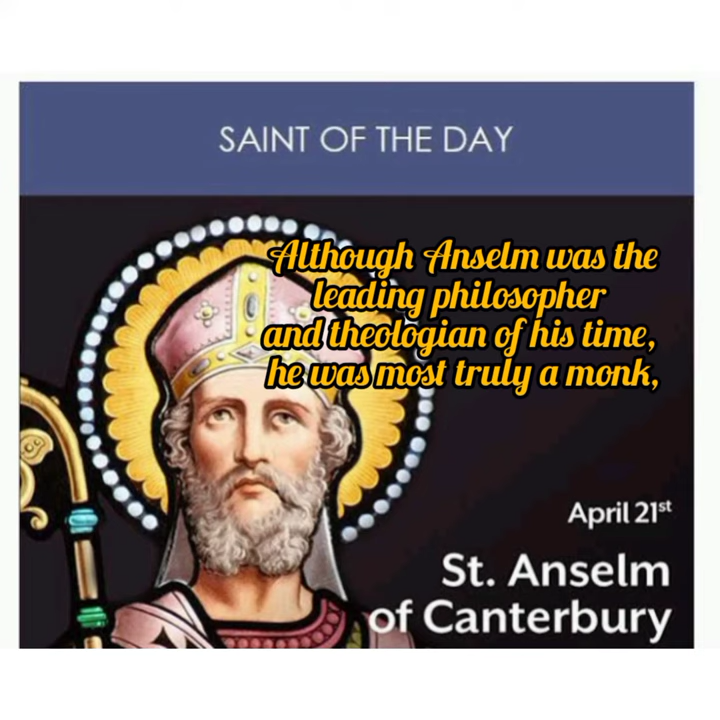 SAINT OF THE DAY
Although Anselm was the
leading philosopher
and theologian of his time,
he was most truly a monk,
April 21st
St. Anselm
of Canterbury